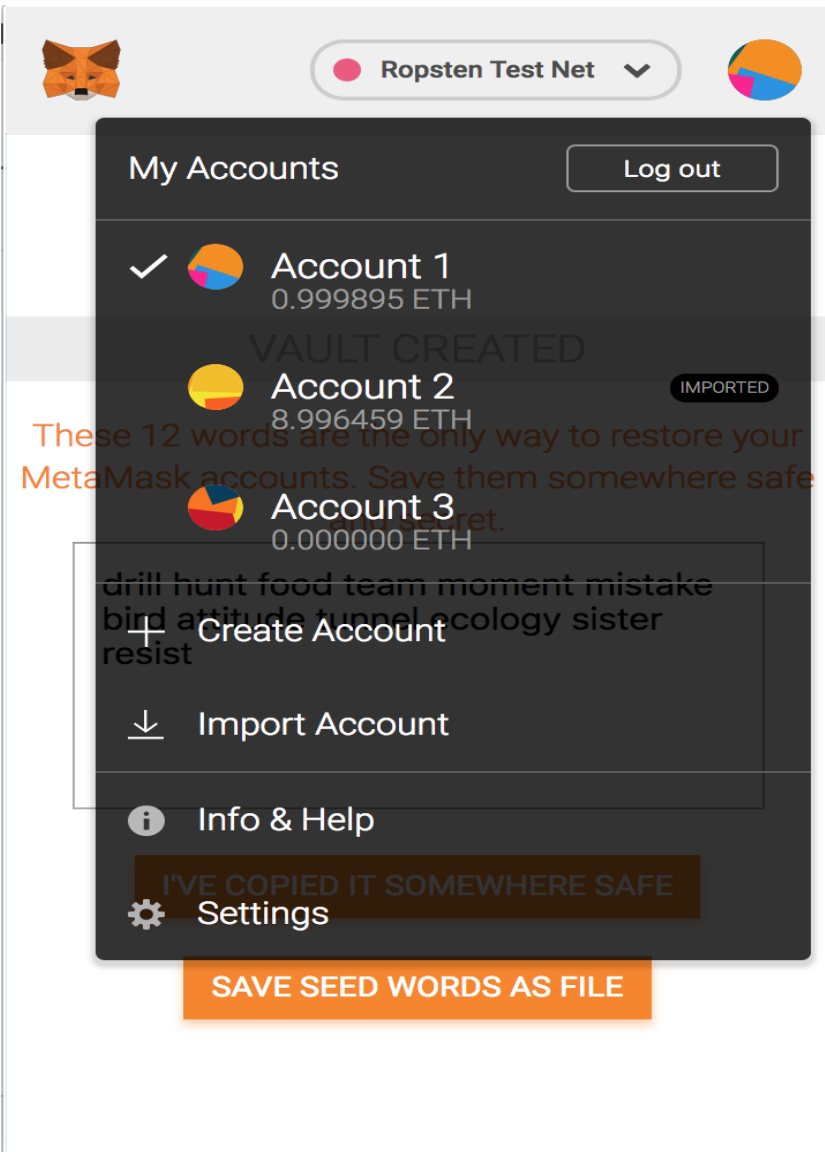 Ropsten Test Net
My Accounts
Log out
Account 1
0.999895 ETH
VAULT CREATED
Account 2
IMPORTED
8.996459 ETH
These 12 words are the only way to restore your
MetaMask accounts. Save them somewhere safe
and secret.
Account 3
0.000000 ETH
drill hunt food team moment mistake
bird attitude tunnel ecology sister
resist
Create Account
Import Account
Info & Help
I'VE COPIED IT SOMEWHERE SAFE
Settings
SAVE SEED WORDS AS FILE